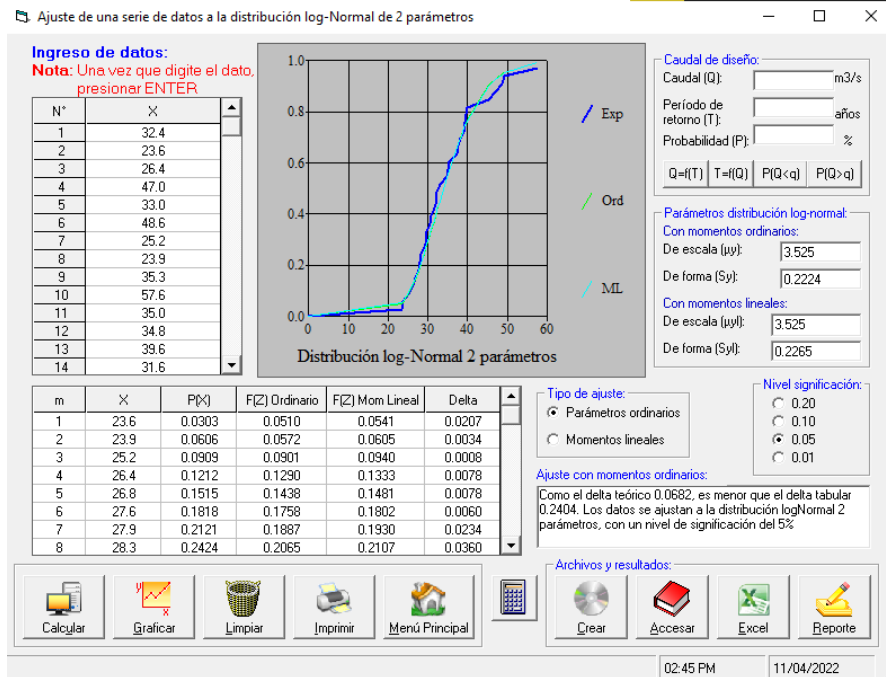 Ajuste de una serie de datos a la distribución log-Normal de 2 parámetros
Ingreso de datos:
Nota: Una vez que digite el dato,
presionar ENTER
N° X
1 32.4
2 23.6
3 26.4
4 47.0
5 33.0
6 48.6
7 25.2
8 23.9
9 35.3
10 57.6
11 35.0
12 34.8
13 39.6
14 31.6
1.0
0.8
0.6
0.4
0.2
0.0
0 10 20 30 40 50 60
Distribución log-Normal 2 parámetros
Exp
Ord
ML
Caudal de diseño:
Caudal (Q): m3/s
Período de
retorno (T): años
Probabilidad (P): %
Q=f(T) T=f(Q) P(Q<q) P(Q>q)
Parámetros distribución log-normal:
Con momentos ordinarios:
De escala (μy): 3.525
De forma (Sy): 0.2224
Con momentos lineales:
De escala (μyl): 3.525
De forma (Syl): 0.2265
m X P(X) F(Z) Ordinario F(Z) Mom Lineal Delta
1 23.6 0.0303 0.0510 0.0541 0.0207
2 23.9 0.0606 0.0572 0.0605 0.0034
3 25.2 0.0909 0.0901 0.0940 0.0008
4 26.4 0.1212 0.1290 0.1333 0.0078
5 26.8 0.1515 0.1438 0.1481 0.0078
6 27.6 0.1818 0.1758 0.1802 0.0060
7 27.9 0.2121 0.1887 0.1930 0.0234
8 28.3 0.2424 0.2065 0.2107 0.0360
Tipo de ajuste:
Parámetros ordinarios
Momentos lineales
Nivel significación:
0.20
0.10
0.05
0.01
Ajuste con momentos ordinarios:
Como el delta teórico 0.0682, es menor que el delta tabular
0.2404. Los datos se ajustan a la distribución logNormal 2
parámetros, con un nivel de significación del 5%
Calcular Graficar Limpiar Imprimir Menú Principal
Archivos y resultados:
Crear Accesar Excel Reporte
02:45 PM 11/04/2022